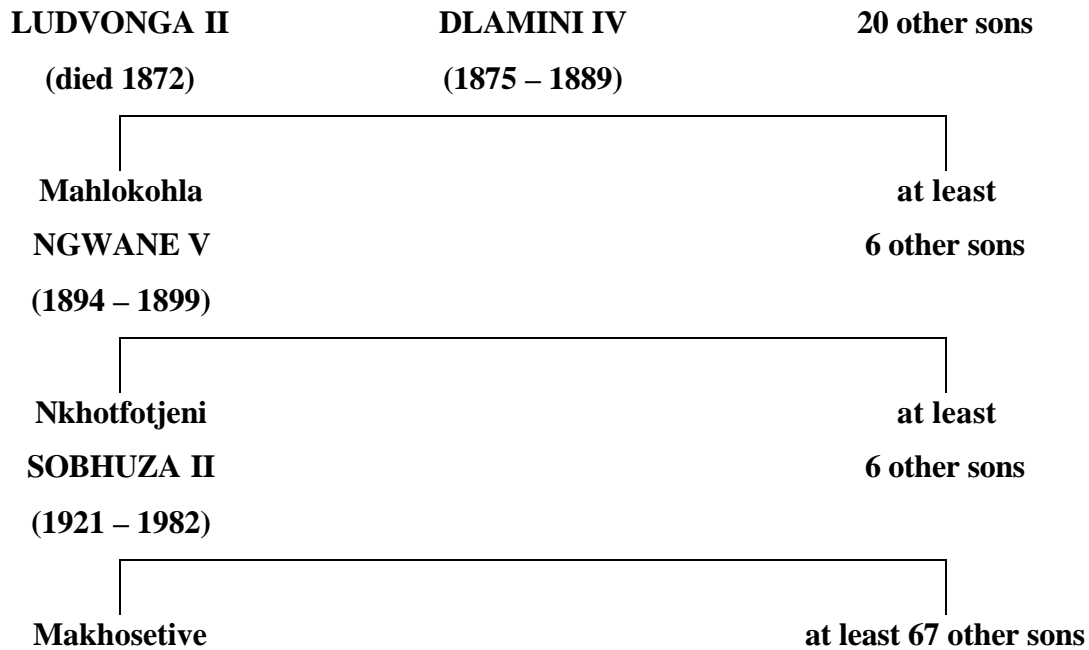 LUDVONGA II DLAMINI IV 20 other sons
(died 1872) (1875 – 1889)
Mahlokohla at least
NGWANE V 6 other sons
(1894 – 1899)
Nkhotfotjeni at least
SOBHUZA II 6 other sons
(1921 – 1982)
Makhosetive at least 67 other sons